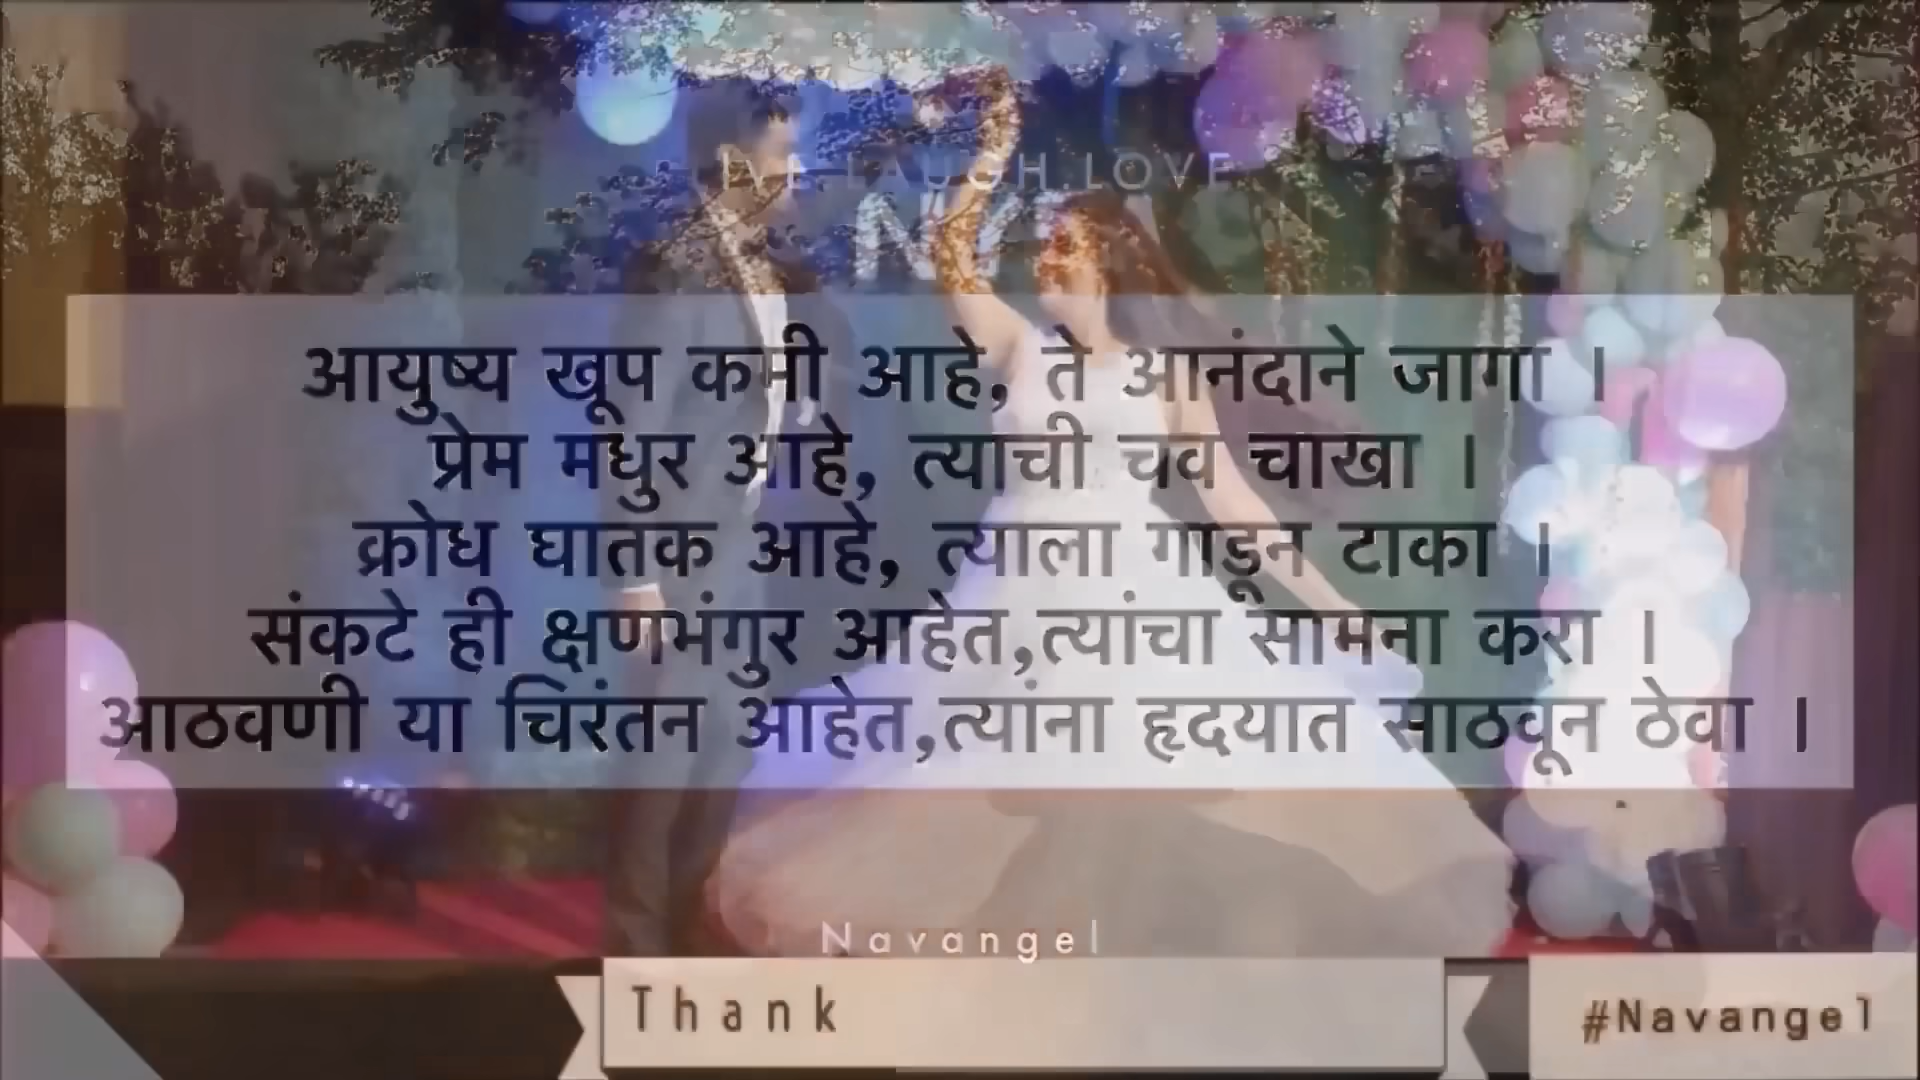 LIVE LAUGH LOVE
आयुष्य खूप कमी आहे, ते आनंदाने जागा ।
प्रेम मधुर आहे, त्याची चव चाखा ।
क्रोध घातक आहे, त्याला गाडून टाका ।
संकटे ही क्षणभंगुर आहेत,त्यांचा सामना करा ।
आठवणी या चिरंतन आहेत,त्यांना हृदयात साठवून ठेवा ।
Navangel
Thank
#Navangel